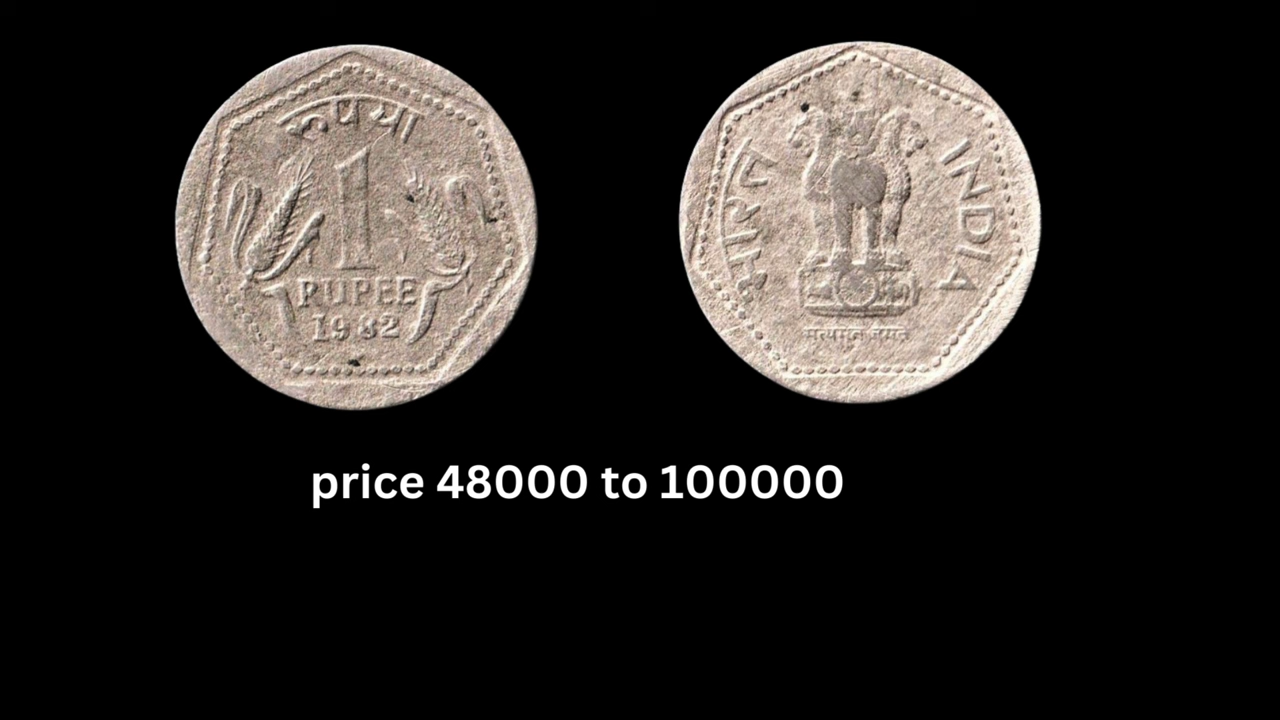 रुपया
1
RUPEE
1982
भारत
INDIA
सत्यमेव जयते
price 48000 to 100000